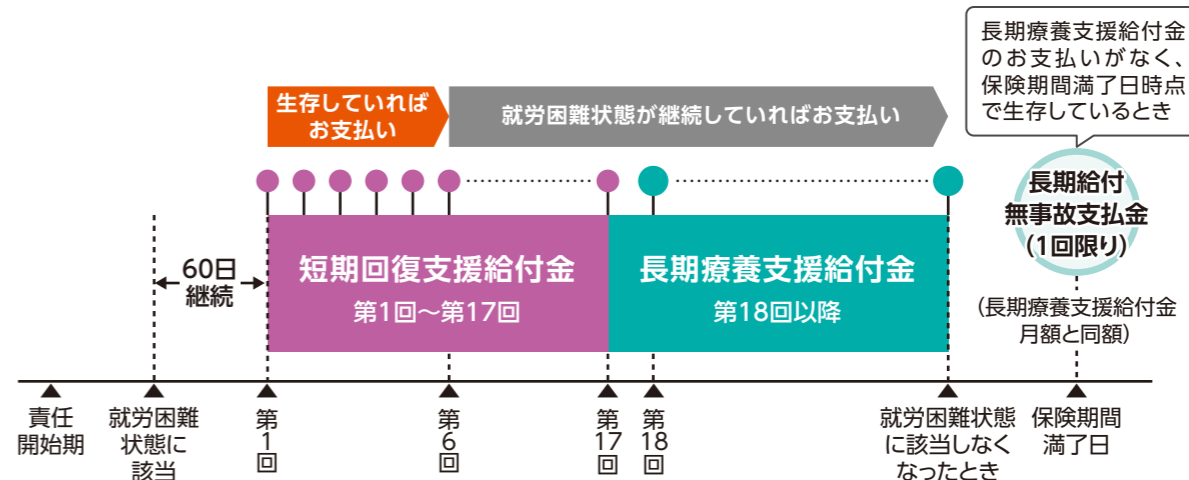 長期療養支援給付金
のお支払いがなく、
保険期間満了日時点
で生存しているとき
生存していれば
お支払い
就労困難状態が継続していればお支払い
長期給付
無事故支払金
(1回限り)
(長期療養支援給付金
月額と同額)
60日
継続
短期回復支援給付金
第1回～第17回
長期療養支援給付金
第18回以降
責任
開始期
就労困難
状態に
該当
第1回
第6回
第17回
第18回
就労困難状態
に該当しなく
なったとき
保険期間
満了日